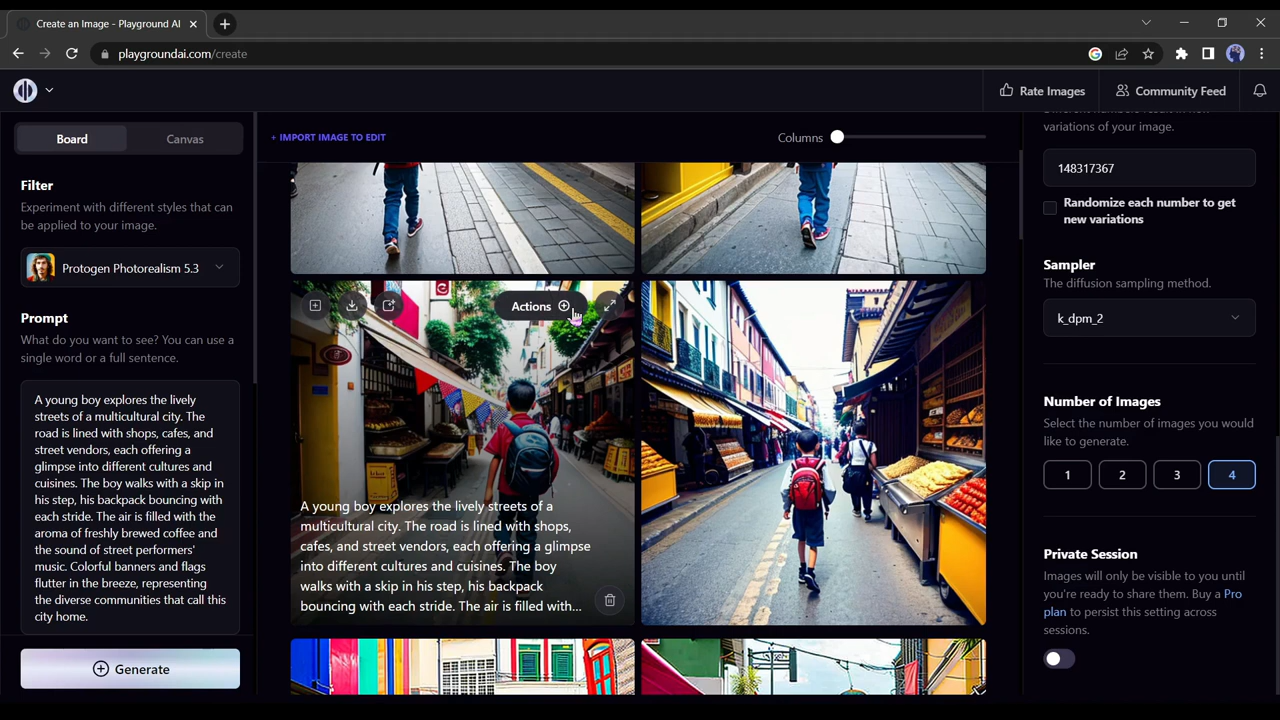 Create an Image - Playground AI
playgroundai.com/create
Rate Images
Community Feed
Board
Canvas
+ IMPORT IMAGE TO EDIT
Columns
Filter
Experiment with different styles that can
be applied to your image.
Protogen Photorealism 5.3
Prompt
What do you want to see? You can use a
single word or a full sentence.
A young boy explores the lively
streets of a multicultural city. The
road is lined with shops, cafes, and
street vendors, each offering a
glimpse into different cultures and
cuisines. The boy walks with a skip in
his step, his backpack bouncing with
each stride. The air is filled with the
aroma of freshly brewed coffee and
the sound of street performers'
music. Colorful banners and flags
flutter in the breeze, representing
the diverse communities that call this
city home.
Generate
Actions
A young boy explores the lively streets of a
multicultural city. The road is lined with shops,
cafes, and street vendors, each offering a glimpse
into different cultures and cuisines. The boy
walks with a skip in his step, his backpack
bouncing with each stride. The air is filled with...
variations of your image.
148317367
Randomize each number to get
new variations
Sampler
The diffusion sampling method.
k_dpm_2
Number of Images
Select the number of images you would
like to generate.
1
2
3
4
Private Session
Images will only be visible to you until
you're ready to share them. Buy a Pro
plan to persist this setting across
sessions.